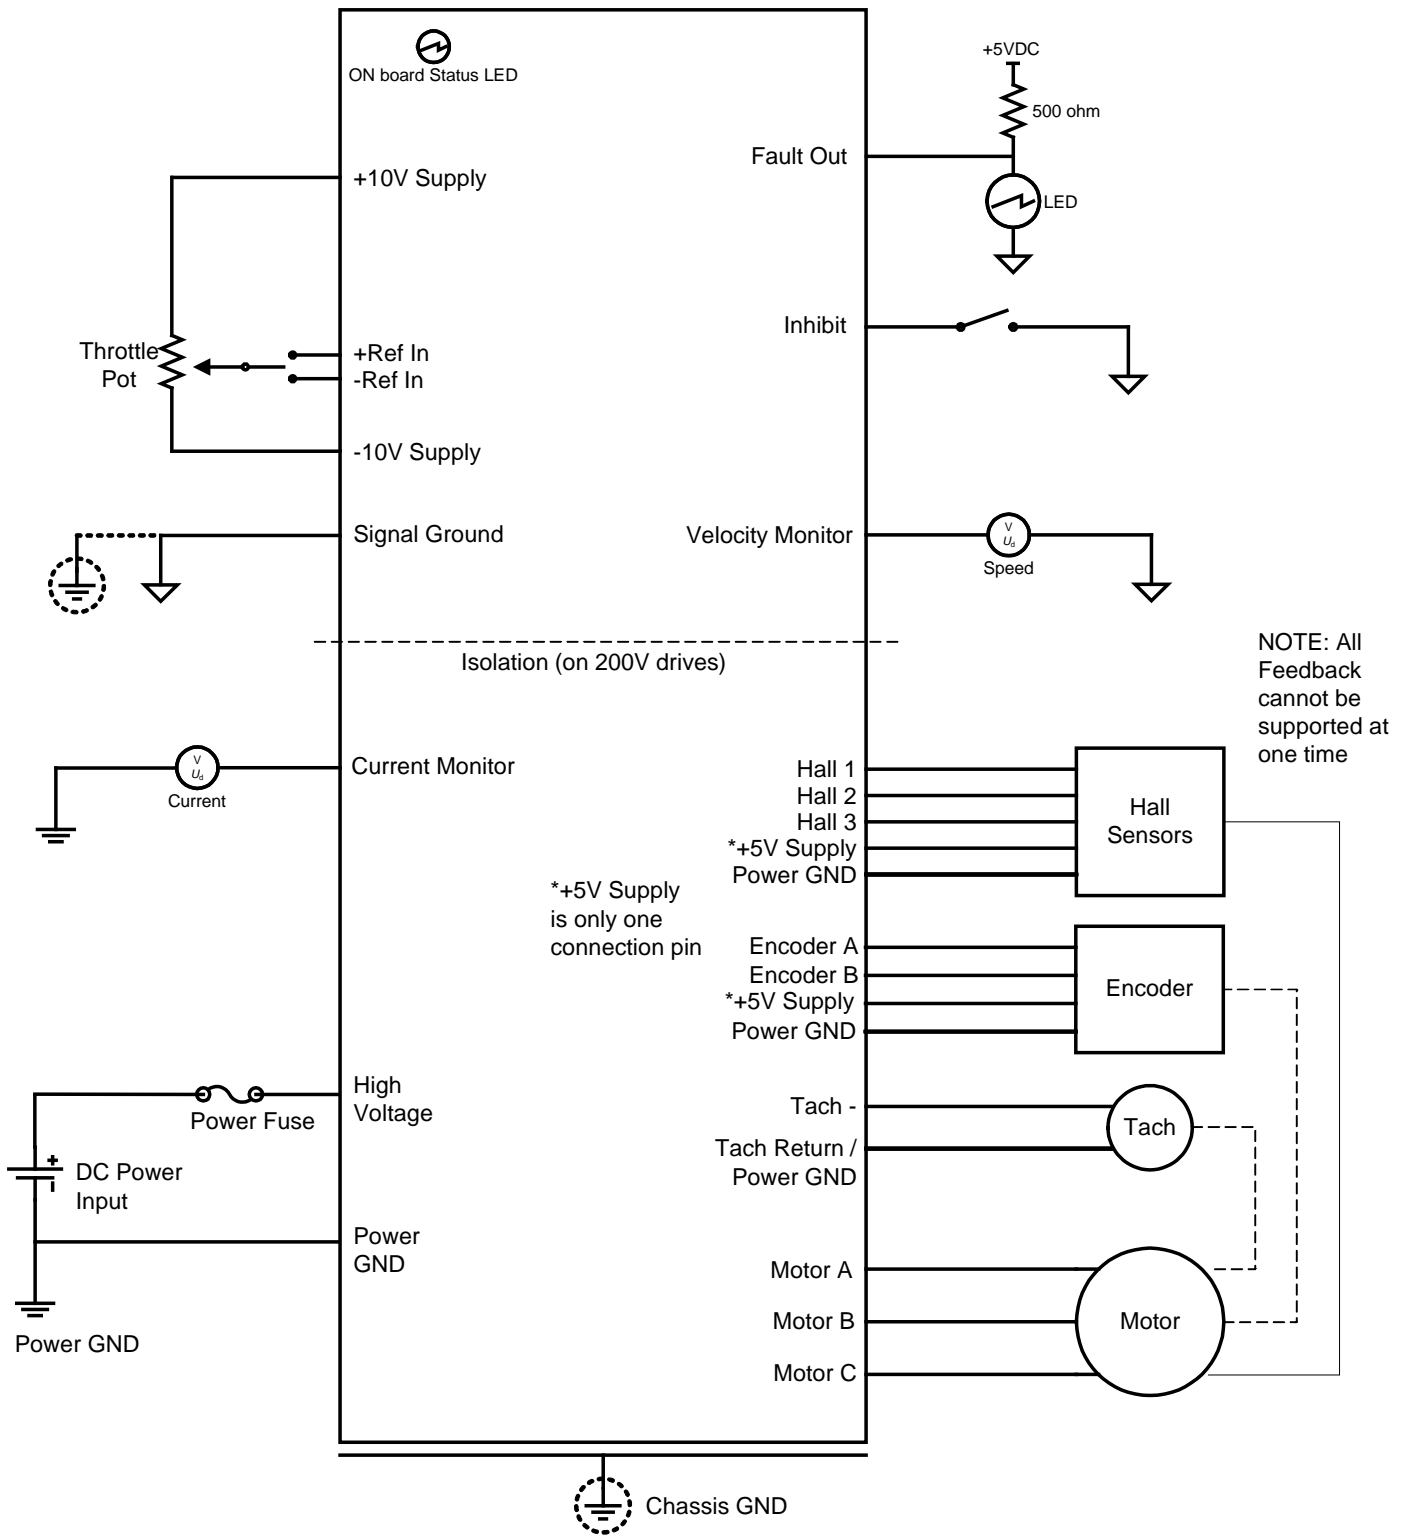 ON board Status LED
+10V Supply
Throttle
Pot
+Ref In
-Ref In
-10V Supply
Signal Ground
+5VDC
500 ohm
Fault Out
LED
Inhibit
Velocity Monitor
V
Ud
Speed
Isolation (on 200V drives)
NOTE: All
Feedback
cannot be
supported at
one time
Current Monitor
V
Ud
Current
Hall 1
Hall 2
Hall 3
*+5V Supply
Power GND
Hall
Sensors
*+5V Supply
is only one
connection pin
Encoder A
Encoder B
*+5V Supply
Power GND
Encoder
High
Voltage
Power Fuse
+
DC Power
Input
Power
GND
Power GND
Tach -
Tach Return /
Power GND
Tach
Motor A
Motor B
Motor C
Motor
Chassis GND